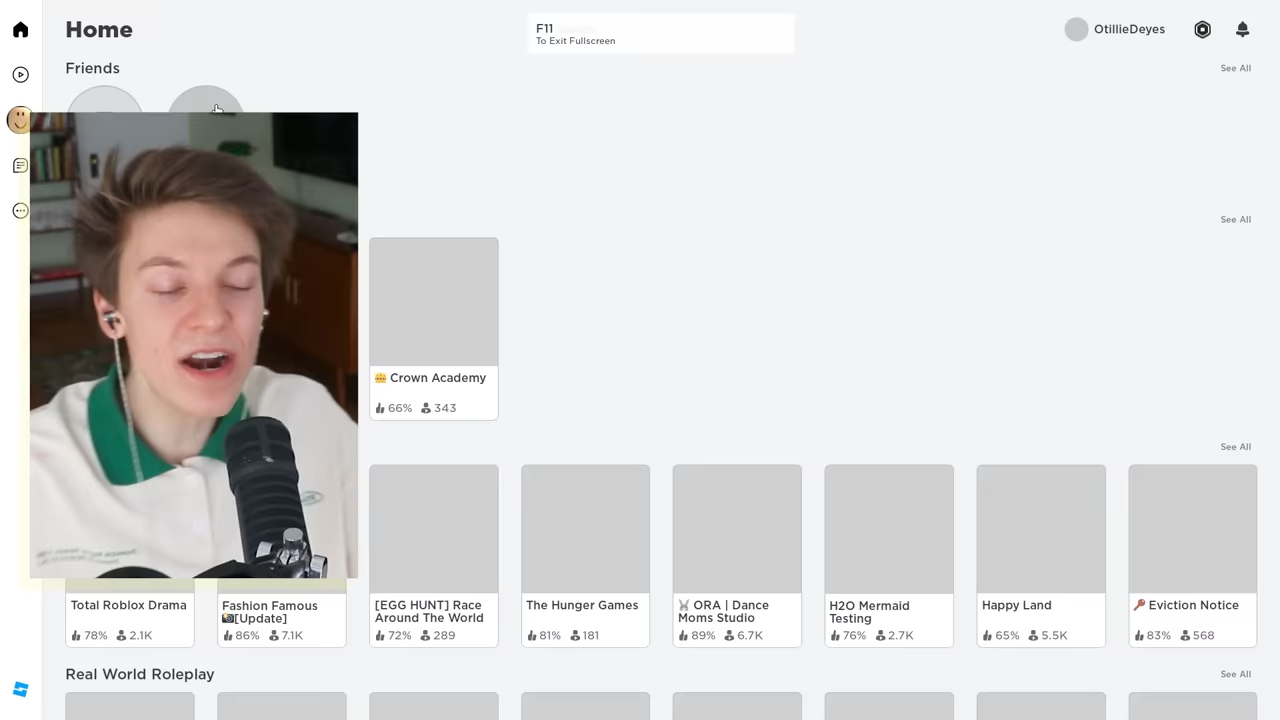 Home
F11
To Exit Fullscreen
OtillieDeyes
Friends
See All
See All
Crown Academy
66% 343
See All
Total Roblox Drama
78% 2.1K
Fashion Famous
[Update]
86% 7.1K
[EGG HUNT] Race
Around The World
72% 289
The Hunger Games
81% 181
ORA | Dance
Moms Studio
89% 6.7K
H2O Mermaid
Testing
76% 2.7K
Happy Land
65% 5.5K
Eviction Notice
83% 568
Real World Roleplay
See All